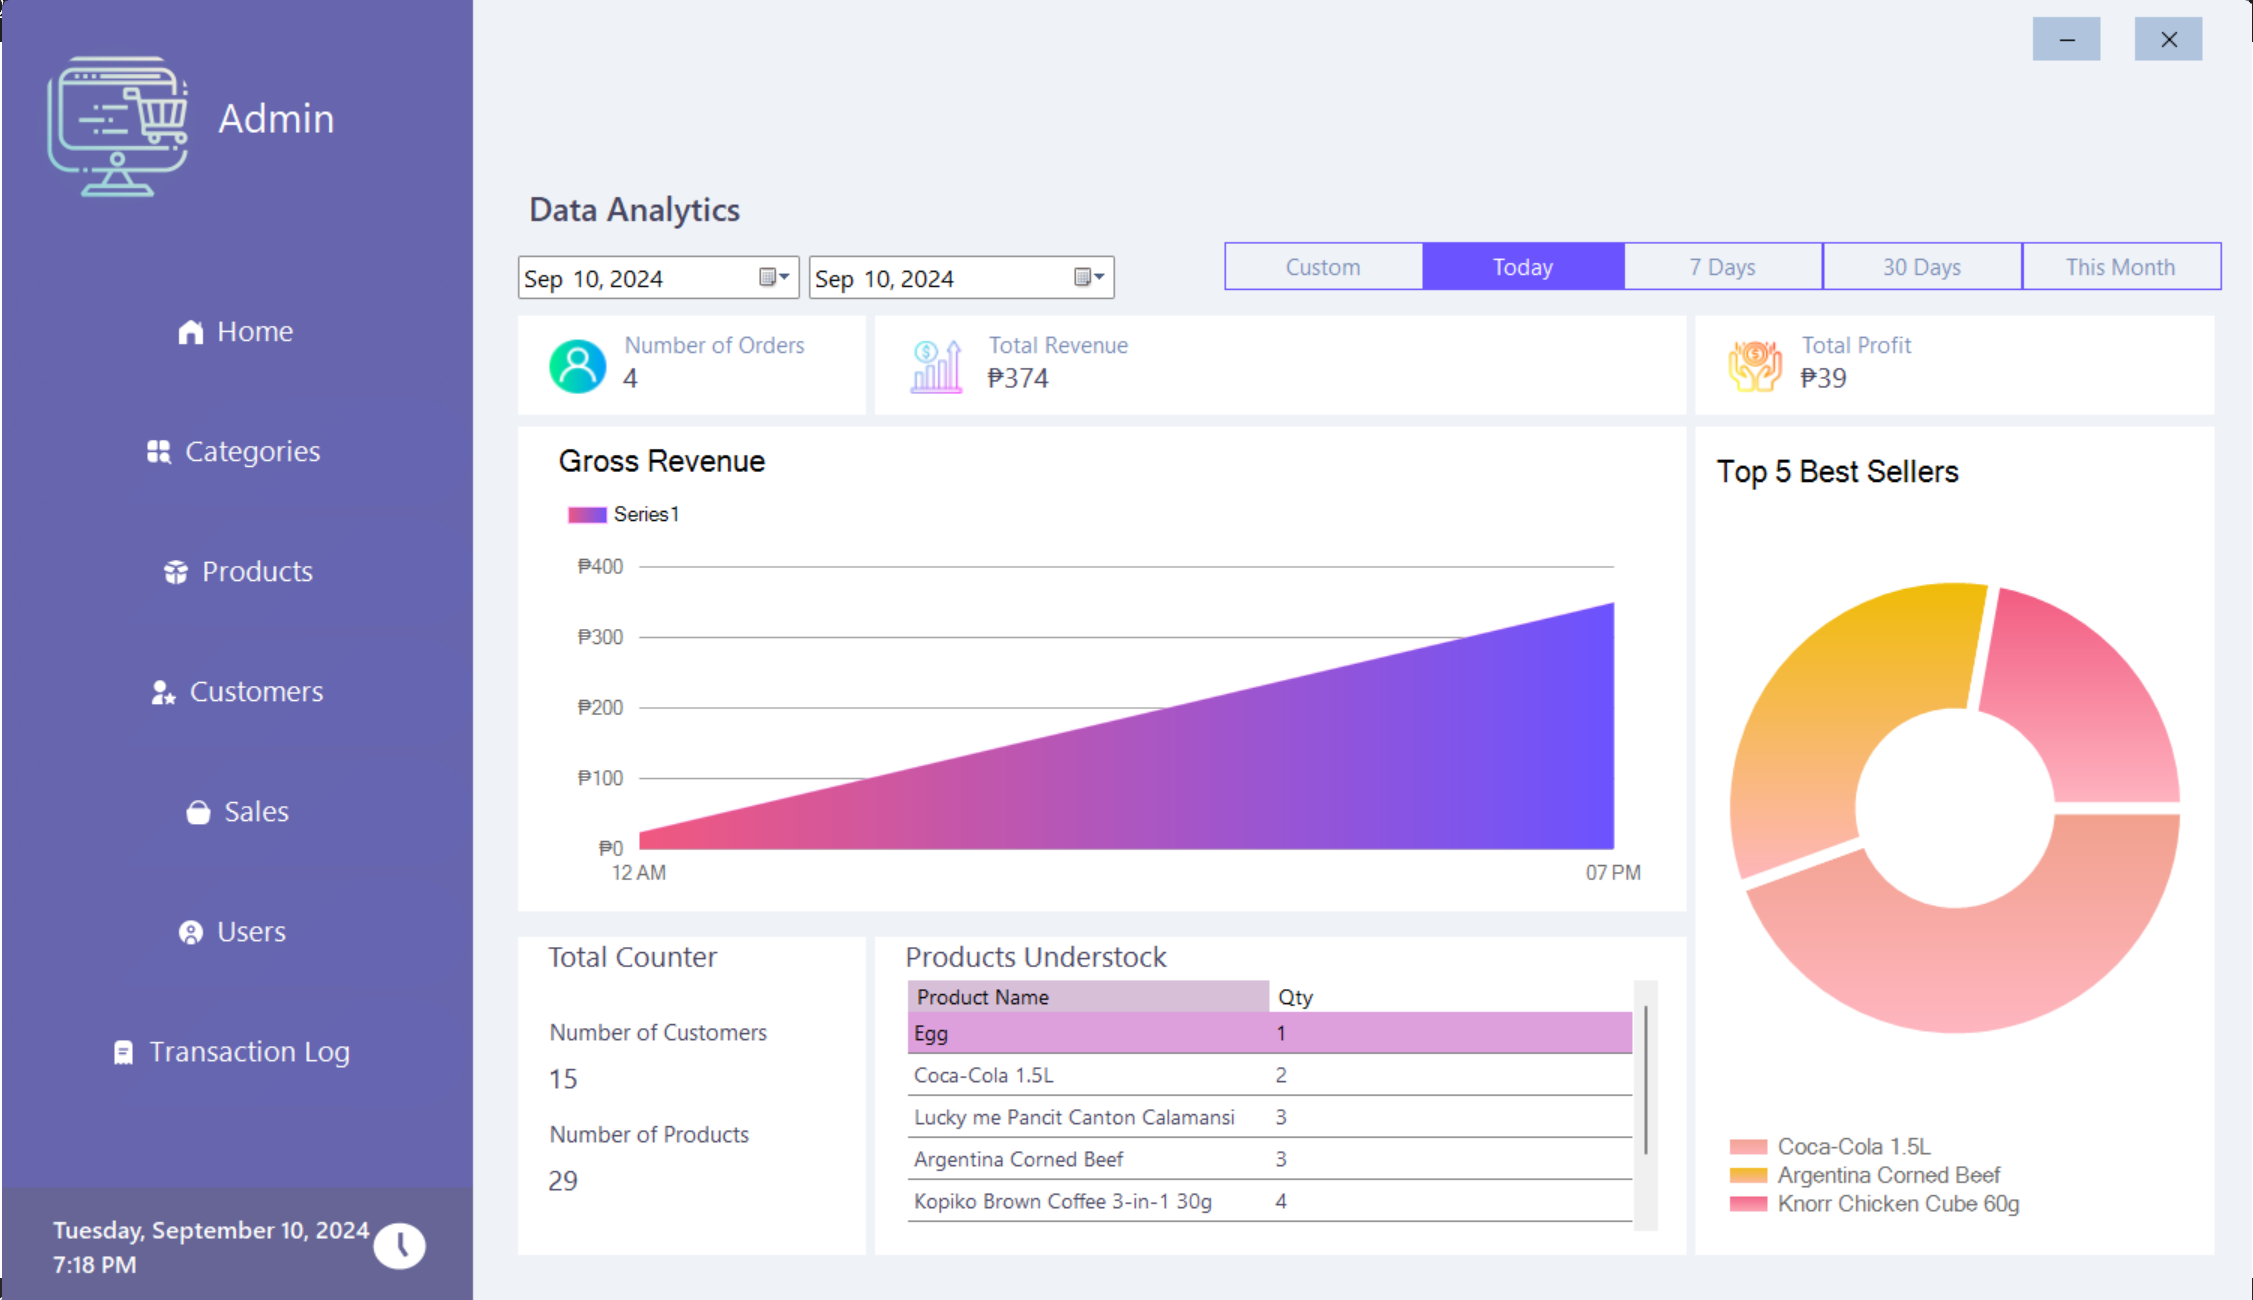 Admin
Home
Categories
Products
Customers
Sales
Users
Transaction Log
Tuesday, September 10, 2024
7:18 PM
Data Analytics
Sep 10, 2024
Sep 10, 2024
Custom
Today
7 Days
30 Days
This Month
Number of Orders
4
Total Revenue
₱374
Total Profit
₱39
Gross Revenue
Series1
₱400
₱300
₱200
₱100
₱0
12 AM
07 PM
Top 5 Best Sellers
Coca-Cola 1.5L
Argentina Corned Beef
Knorr Chicken Cube 60g
Total Counter
Number of Customers
15
Number of Products
29
Products Understock
Product Name Qty
Egg 1
Coca-Cola 1.5L 2
Lucky me Pancit Canton Calamansi 3
Argentina Corned Beef 3
Kopiko Brown Coffee 3-in-1 30g 4